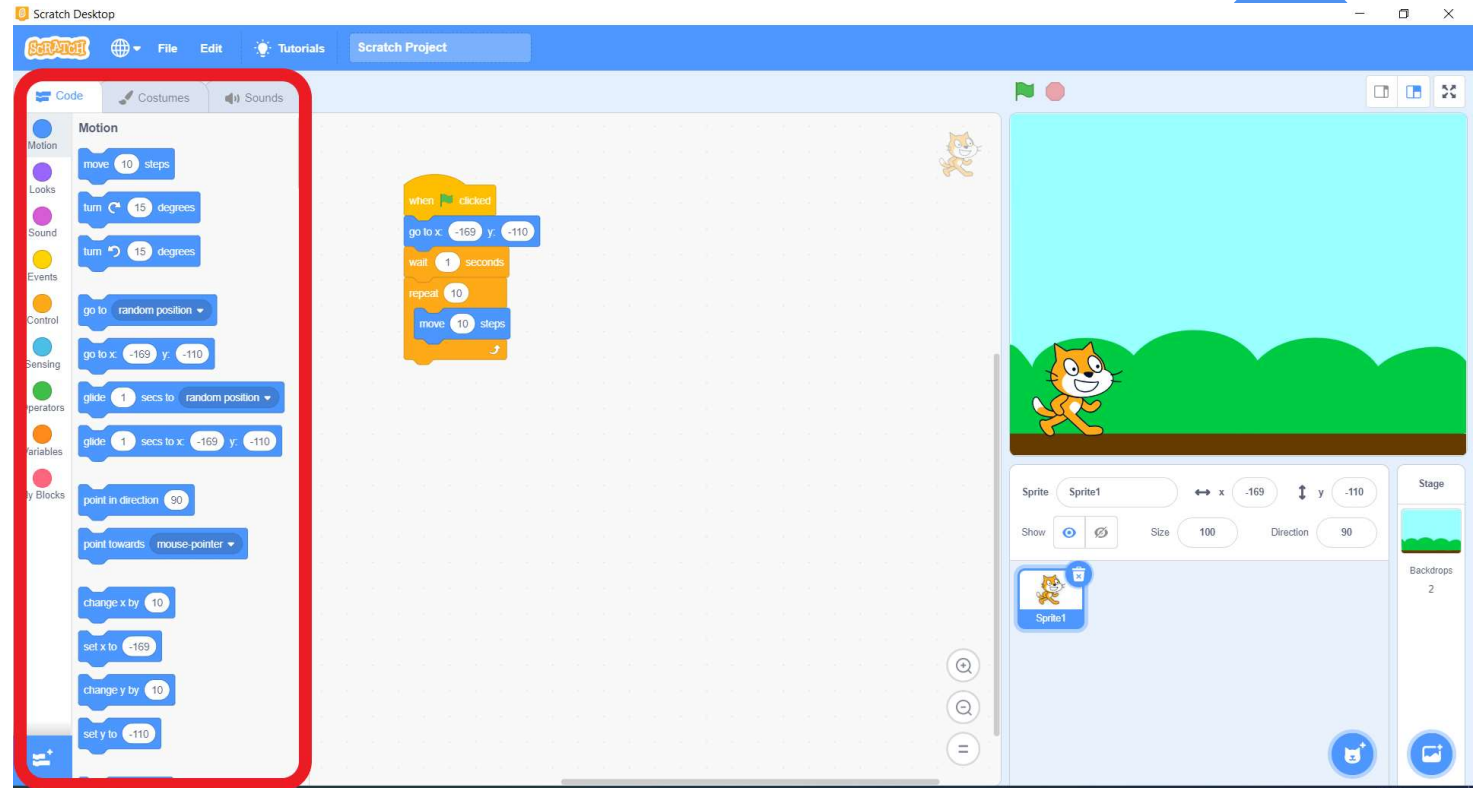 Scratch Desktop
SCRATCH File Edit Tutorials Scratch Project
Code Costumes Sounds
Motion
Looks
Sound
Events
Control
Sensing
perators
ariables
y Blocks
Motion
move 10 steps
turn 15 degrees
turn 15 degrees
go to random position
go to x: -169 y: -110
glide 1 secs to random position
glide 1 secs to x: -169 y: -110
point in direction 90
point towards mouse-pointer
change x by 10
set x to -169
change y by 10
set y to -110
when clicked
go to x: -169 y: -110
wait 1 seconds
repeat 10
move 10 steps
Sprite Sprite1 x -169 y -110
Show Size 100 Direction 90
Sprite1
Stage
Backdrops
2